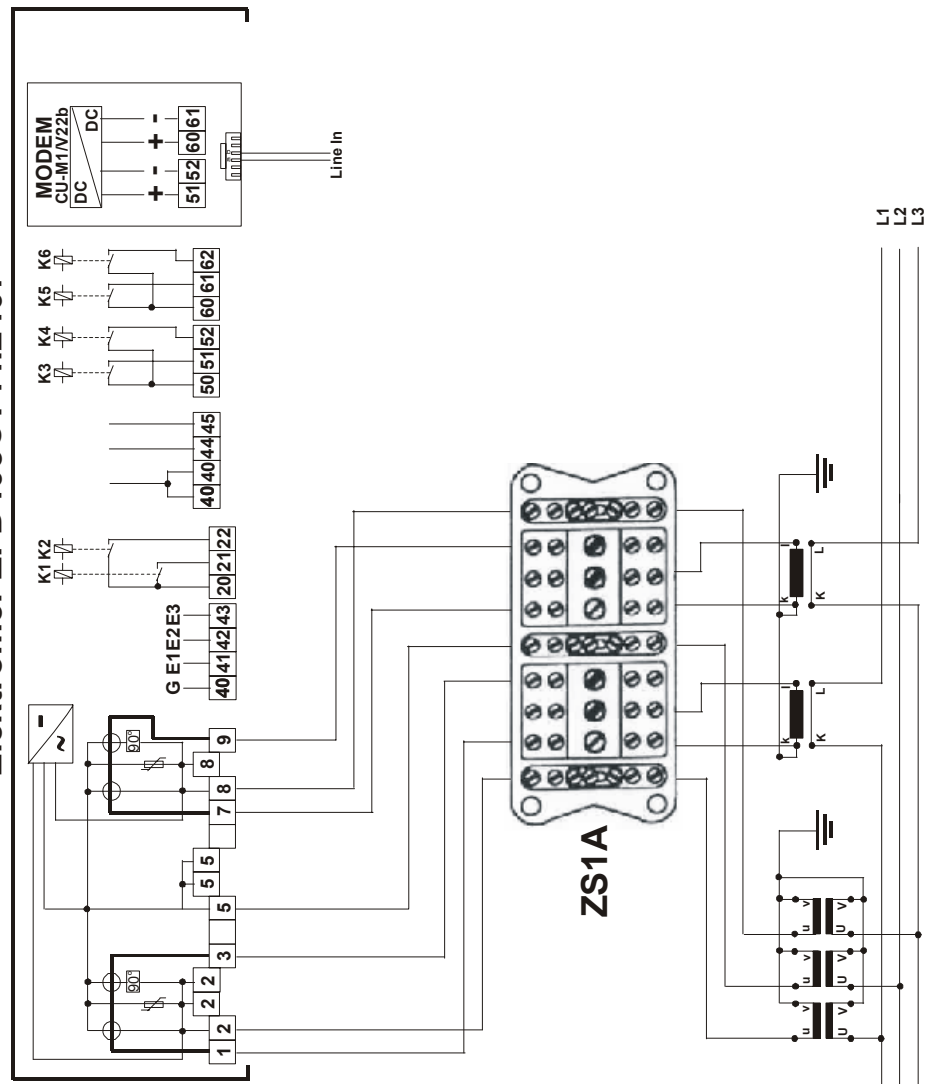 MODEM
CU-M1/V22b
DC
DC
+ - + -
51 52 60 61
Line In
K3 K4 K5 K6
50 51 52 60 61 62
40 40 44 45
K1 K2
20 21 22
G E1 E2 E3
40 41 42 43
~
90°
90°
1 2 2 2 3 5 5 5 7 8 8 9
ZS1A
u v u v u v
U V U V U V
k l k l
K L K L
L1
L2
L3